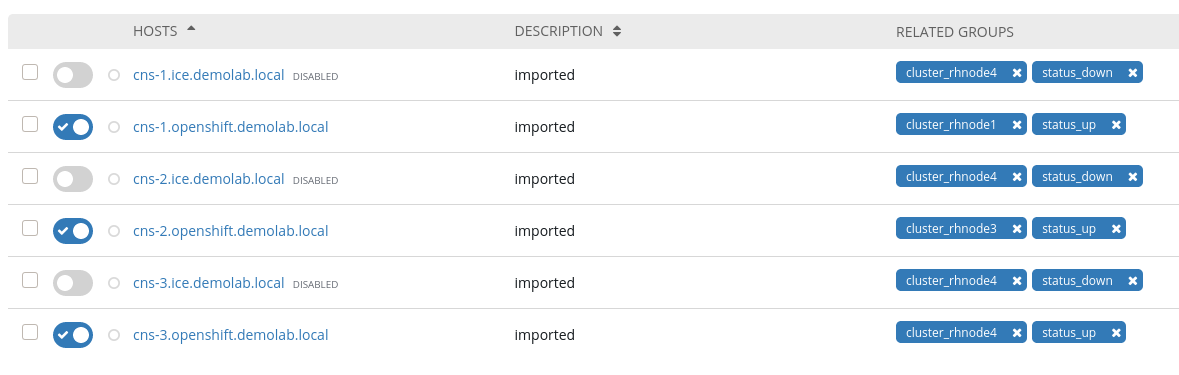 HOSTS DESCRIPTION RELATED GROUPS
cns-1.ice.demolab.local DISABLED imported cluster_rhnode4 status_down
cns-1.openshift.demolab.local imported cluster_rhnode1 status_up
cns-2.ice.demolab.local DISABLED imported cluster_rhnode4 status_down
cns-2.openshift.demolab.local imported cluster_rhnode3 status_up
cns-3.ice.demolab.local DISABLED imported cluster_rhnode4 status_down
cns-3.openshift.demolab.local imported cluster_rhnode4 status_up